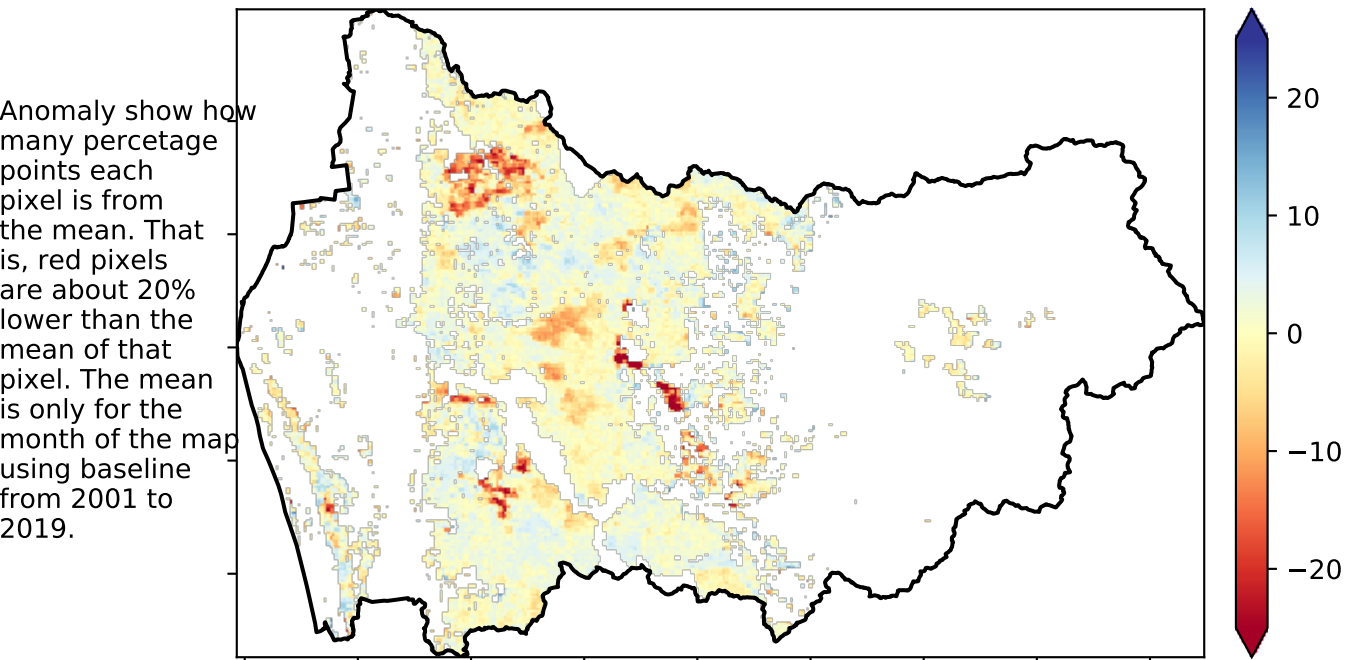 Anomaly show how
many percetage
points each
pixel is from
the mean. That
is, red pixels
are about 20%
lower than the
mean of that
pixel. The mean
is only for the
month of the map
using baseline
from 2001 to
2019.
20
10
0
−10
−20